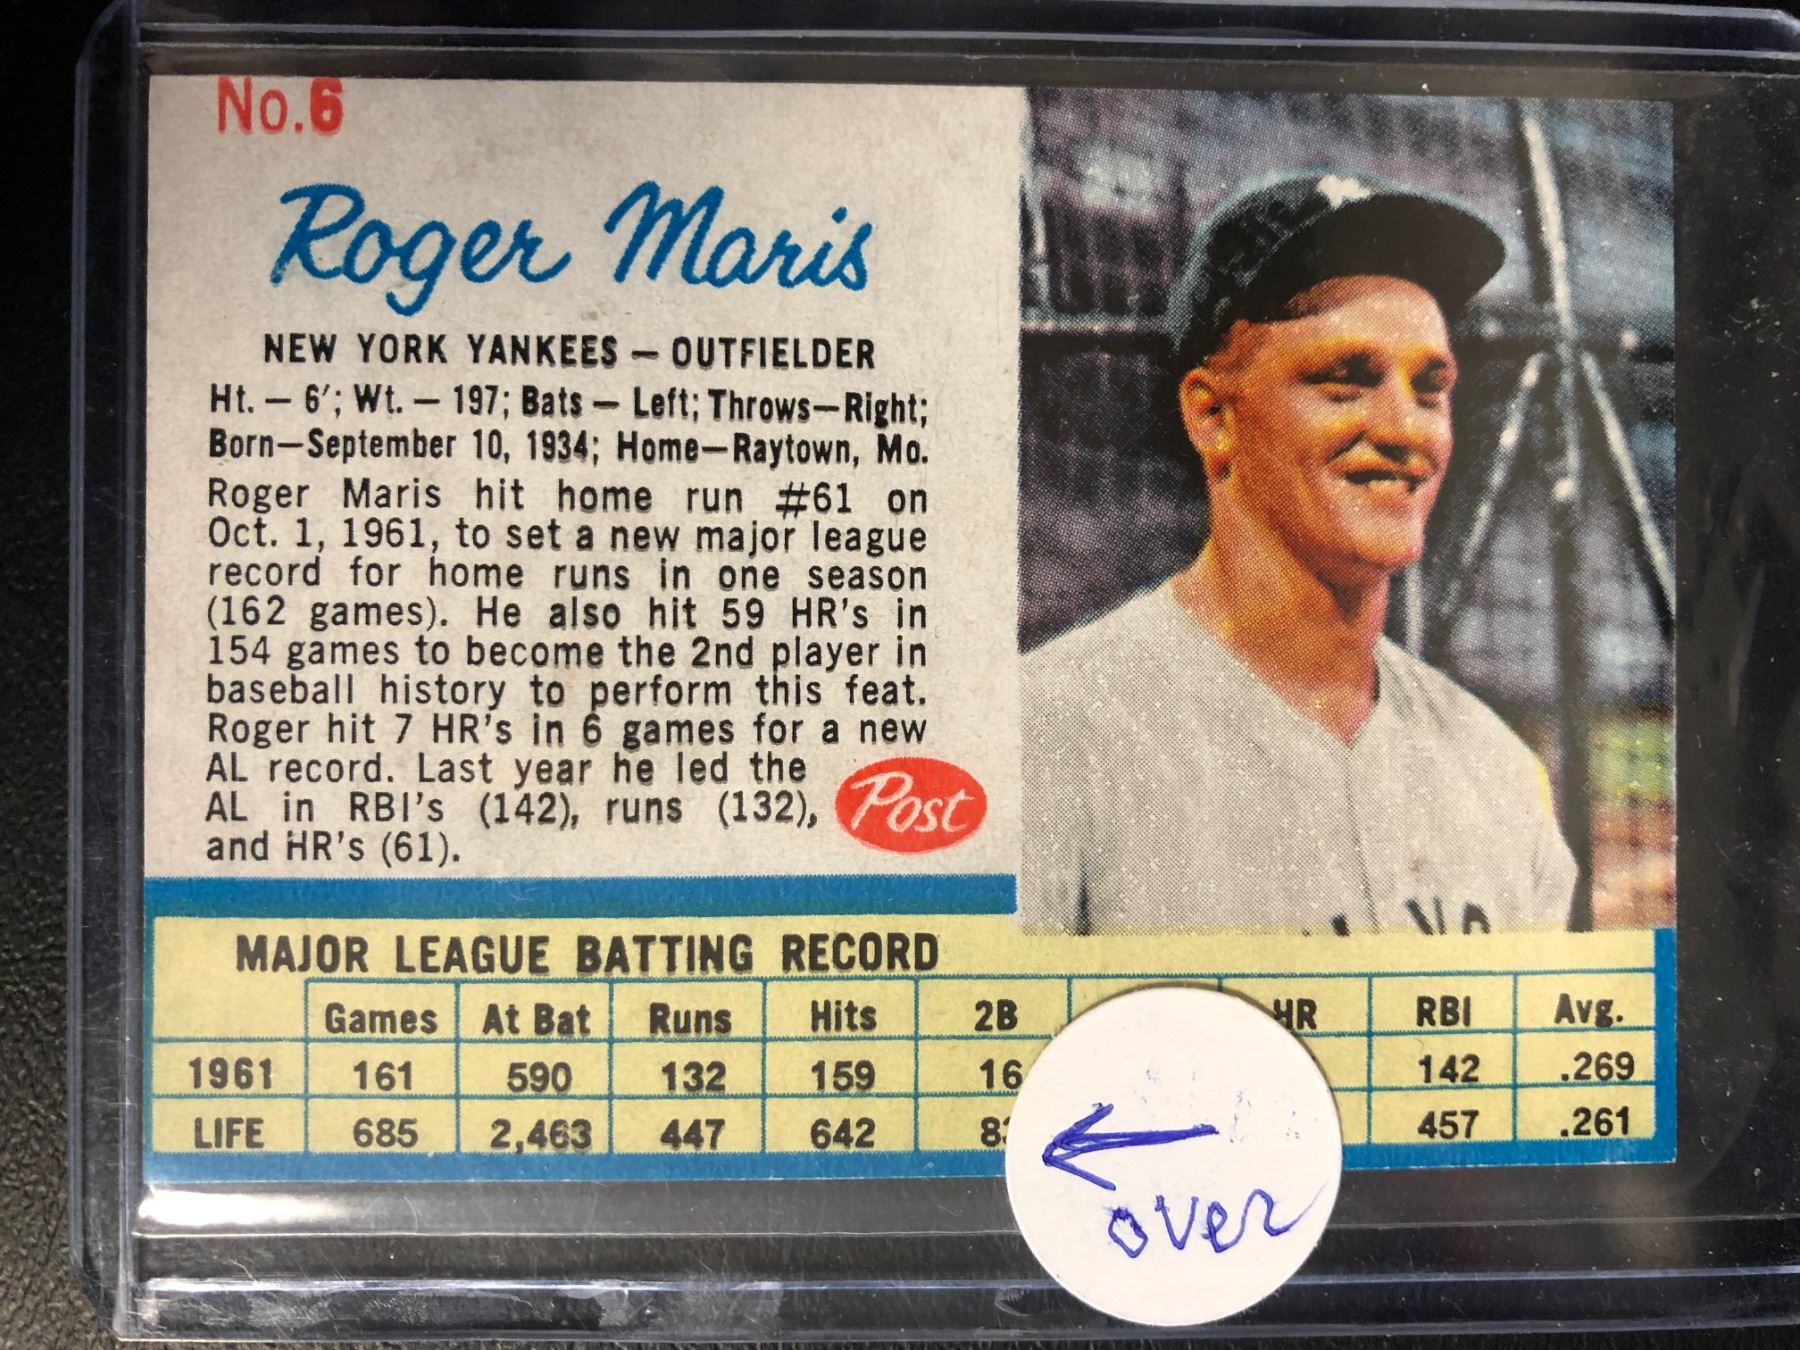 No.6
Roger Maris
NEW YORK YANKEES – OUTFIELDER
Ht. – 6'; Wt. – 197; Bats – Left; Throws–Right;
Born–September 10, 1934; Home–Raytown, Mo.
Roger Maris hit home run #61 on
Oct. 1, 1961, to set a new major league
record for home runs in one season
(162 games). He also hit 59 HR's in
154 games to become the 2nd player in
baseball history to perform this feat.
Roger hit 7 HR's in 6 games for a new
AL record. Last year he led the
AL in RBI's (142), runs (132),
and HR's (61).
Post
MAJOR LEAGUE BATTING RECORD
Games At Bat Runs Hits 2B HR RBI Avg.
1961 161 590 132 159 16 142 .269
LIFE 685 2,463 447 642 457 .261
over